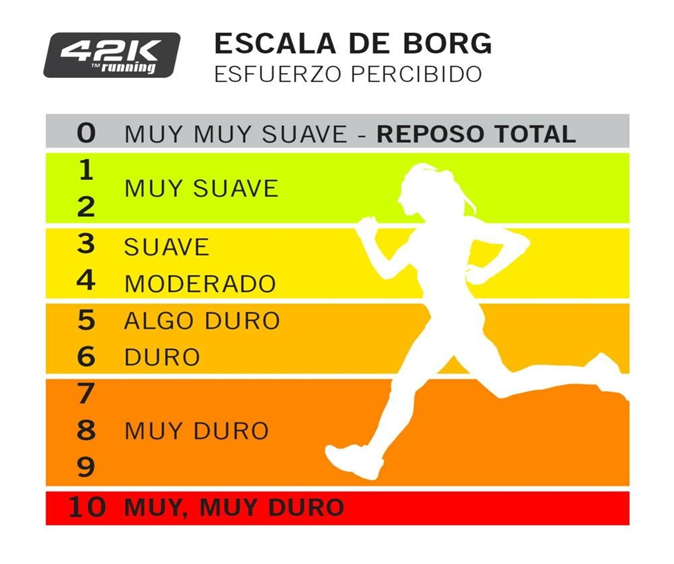 42K
™running
ESCALA DE BORG
ESFUERZO PERCIBIDO
0 MUY MUY SUAVE - REPOSO TOTAL
1
MUY SUAVE
2
3 SUAVE
4 MODERADO
5 ALGO DURO
6 DURO
7
8 MUY DURO
9
10 MUY, MUY DURO